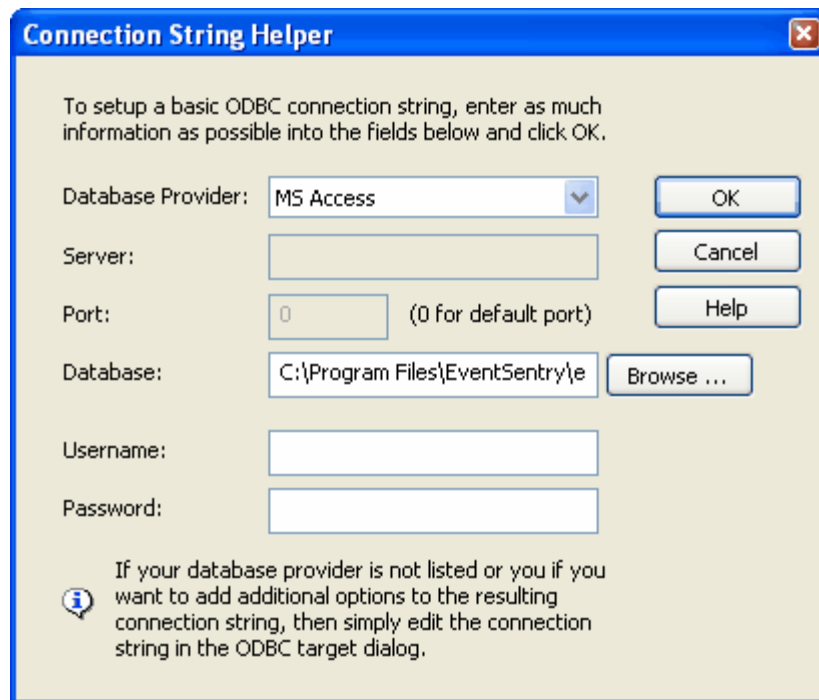 Connection String Helper
To setup a basic ODBC connection string, enter as much
information as possible into the fields below and click OK.
Database Provider: MS Access OK
Server: Cancel
Port: 0 (0 for default port) Help
Database: C:\Program Files\EventSentry\e Browse ...
Username:
Password:
If your database provider is not listed or you if you
want to add additional options to the resulting
connection string, then simply edit the connection
string in the ODBC target dialog.